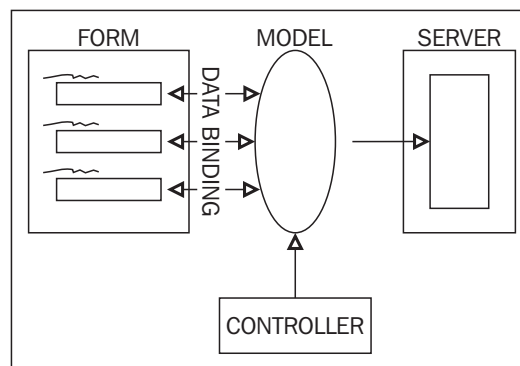 FORM
MODEL
SERVER
DATA BINDING
CONTROLLER